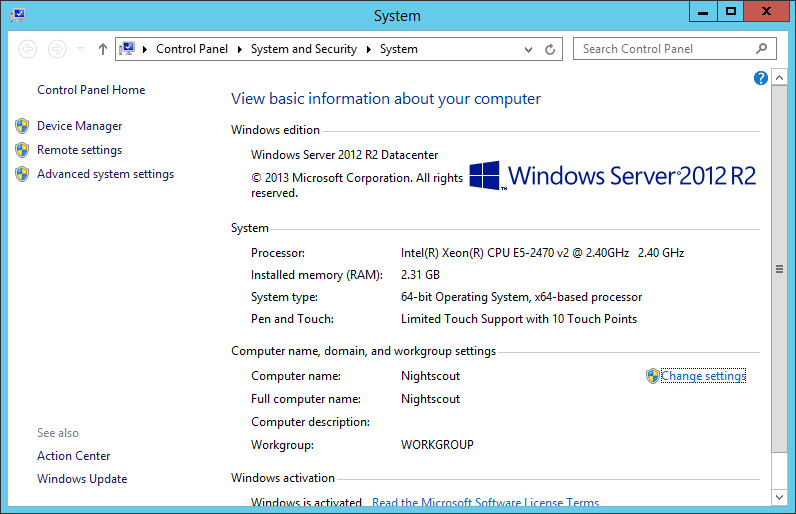 System
Control Panel System and Security System
Search Control Panel
Control Panel Home
Device Manager
Remote settings
Advanced system settings
See also
Action Center
Windows Update
View basic information about your computer
Windows edition
Windows Server 2012 R2 Datacenter
© 2013 Microsoft Corporation. All rights
reserved.
Windows Server® 2012 R2
System
Processor: Intel(R) Xeon(R) CPU E5-2470 v2 @ 2.40GHz 2.40 GHz
Installed memory (RAM): 2.31 GB
System type: 64-bit Operating System, x64-based processor
Pen and Touch: Limited Touch Support with 10 Touch Points
Computer name, domain, and workgroup settings
Computer name: Nightscout Change settings
Full computer name: Nightscout
Computer description:
Workgroup: WORKGROUP
Windows activation
Windows is activated Read the Microsoft Software License Terms